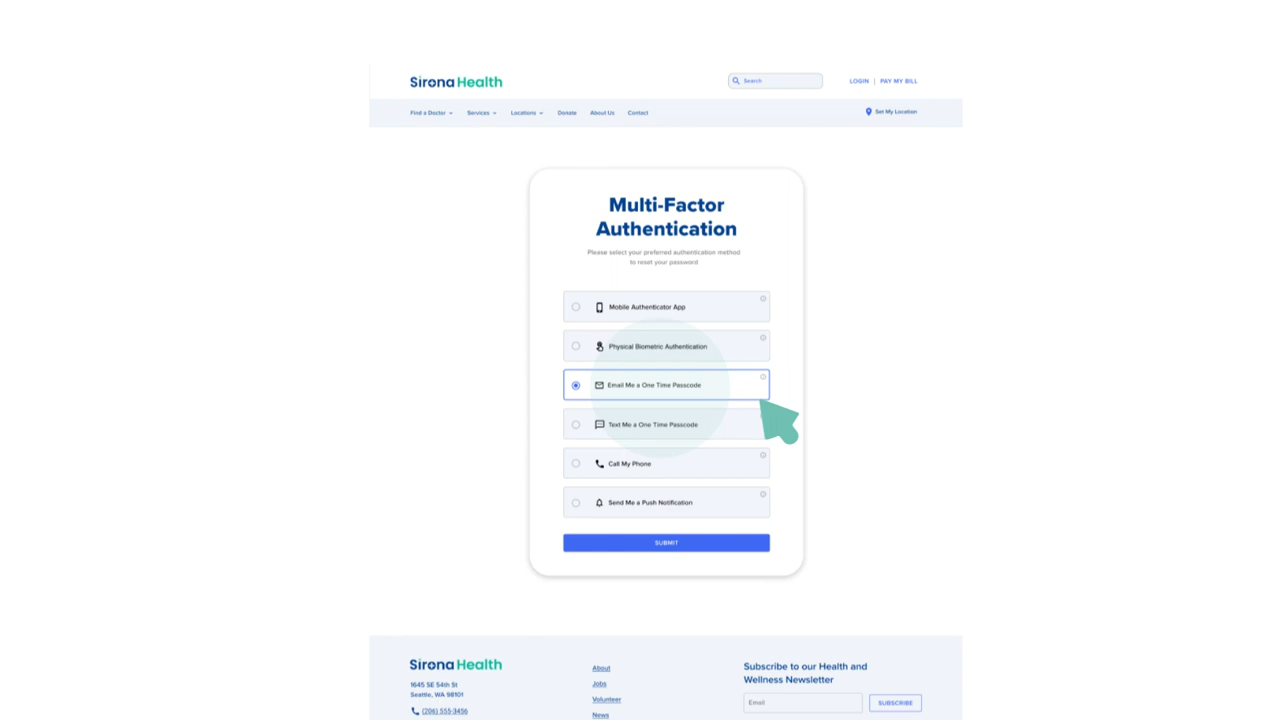 Sirona Health
Search
LOGIN | PAY MY BILL
Find a Doctor
Services
Locations
Donate
About Us
Contact
Set My Location
Multi-Factor
Authentication
Please select your preferred authentication method
to reset your password
Mobile Authenticator App
Physical Biometric Authentication
Email Me a One Time Passcode
Text Me a One Time Passcode
Call My Phone
Send Me a Push Notification
SUBMIT
Sirona Health
1645 SE 54th St
Seattle, WA 98101
(206) 555-3456
About
Jobs
Volunteer
News
Subscribe to our Health and
Wellness Newsletter
Email
SUBSCRIBE